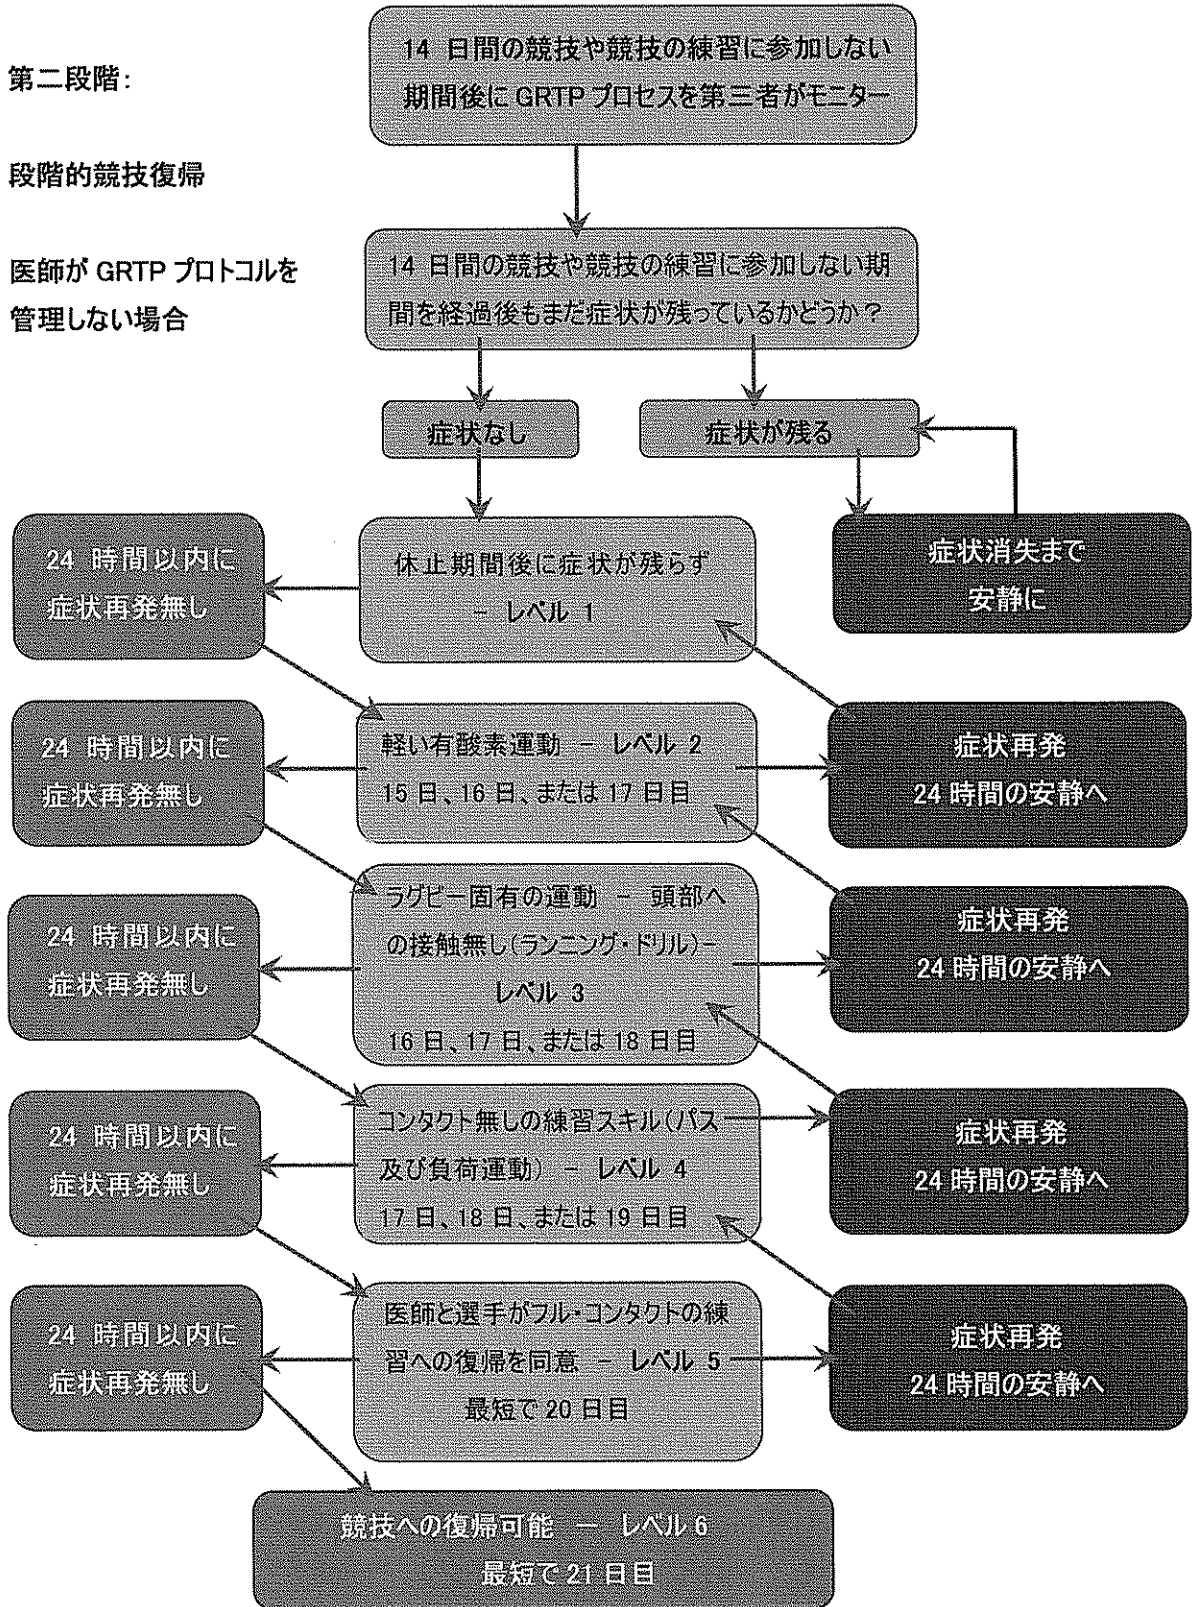 第二段階:
段階的競技復帰
医師が GRTP プロトコルを
管理しない場合
14 日間の競技や競技の練習に参加しない
期間後に GRTP プロセスを第三者がモニター
14 日間の競技や競技の練習に参加しない期
間を経過後もまだ症状が残っているかどうか？
症状なし
症状が残る
24 時間以内に
症状再発無し
休止期間後に症状が残らず
－ レベル 1
症状消失まで
安静に
24 時間以内に
症状再発無し
軽い有酸素運動 － レベル 2
15 日、16 日、または 17 日目
症状再発
24 時間の安静へ
24 時間以内に
症状再発無し
ラグビー固有の運動 － 頭部へ
の接触無し(ランニング・ドリル)－
レベル 3
16 日、17 日、または 18 日目
症状再発
24 時間の安静へ
24 時間以内に
症状再発無し
コンタクト無しの練習スキル(パス
及び負荷運動) － レベル 4
17 日、18 日、または 19 日目
症状再発
24 時間の安静へ
24 時間以内に
症状再発無し
医師と選手がフル・コンタクトの練
習への復帰を同意 － レベル 5
最短で 20 日目
症状再発
24 時間の安静へ
競技への復帰可能 － レベル 6
最短で 21 日目